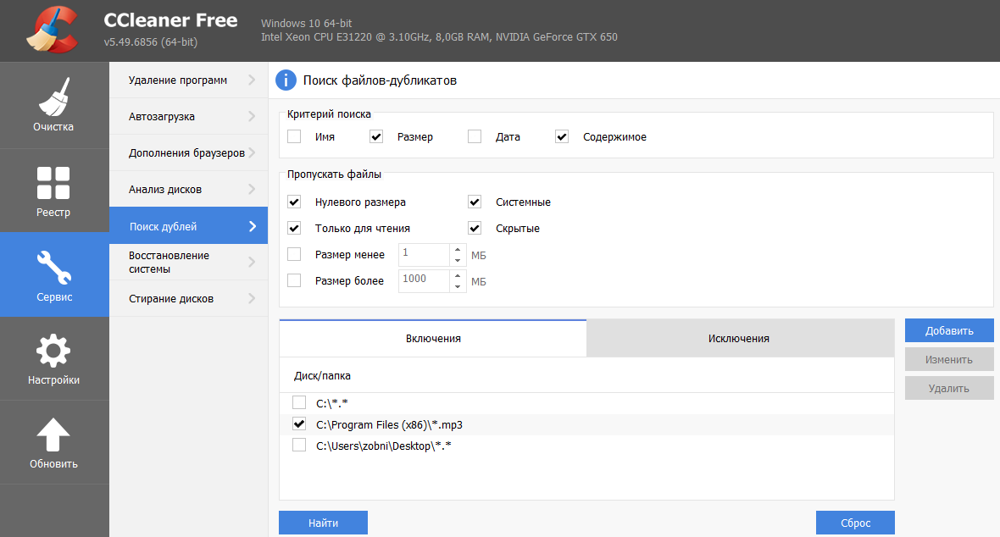 CCleaner Free
v5.49.6856 (64-bit)
Windows 10 64-bit
Intel Xeon CPU E31220 @ 3.10GHz, 8,0GB RAM, NVIDIA GeForce GTX 650
Очистка
Реестр
Сервис
Настройки
Обновить
Удаление программ
Автозагрузка
Дополнения браузеров
Анализ дисков
Поиск дублей
Восстановление
системы
Стирание дисков
Поиск файлов-дубликатов
Критерий поиска
Имя Размер Дата Содержимое
Пропускать файлы
Нулевого размера Системные
Только для чтения Скрытые
Размер менее 1 МБ
Размер более 1000 МБ
Включения Исключения
Диск/папка
C:\*.*
C:\Program Files (x86)\*.mp3
C:\Users\zobni\Desktop\*.*
Добавить
Изменить
Удалить
Найти Сброс